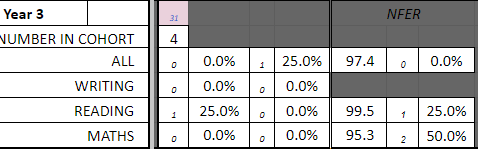 Year 3 31 NFER
NUMBER IN COHORT 4
ALL 0 0.0% 1 25.0% 97.4 0 0.0%
WRITING 0 0.0% 0 0.0%
READING 1 25.0% 0 0.0% 99.5 1 25.0%
MATHS 0 0.0% 0 0.0% 95.3 2 50.0%